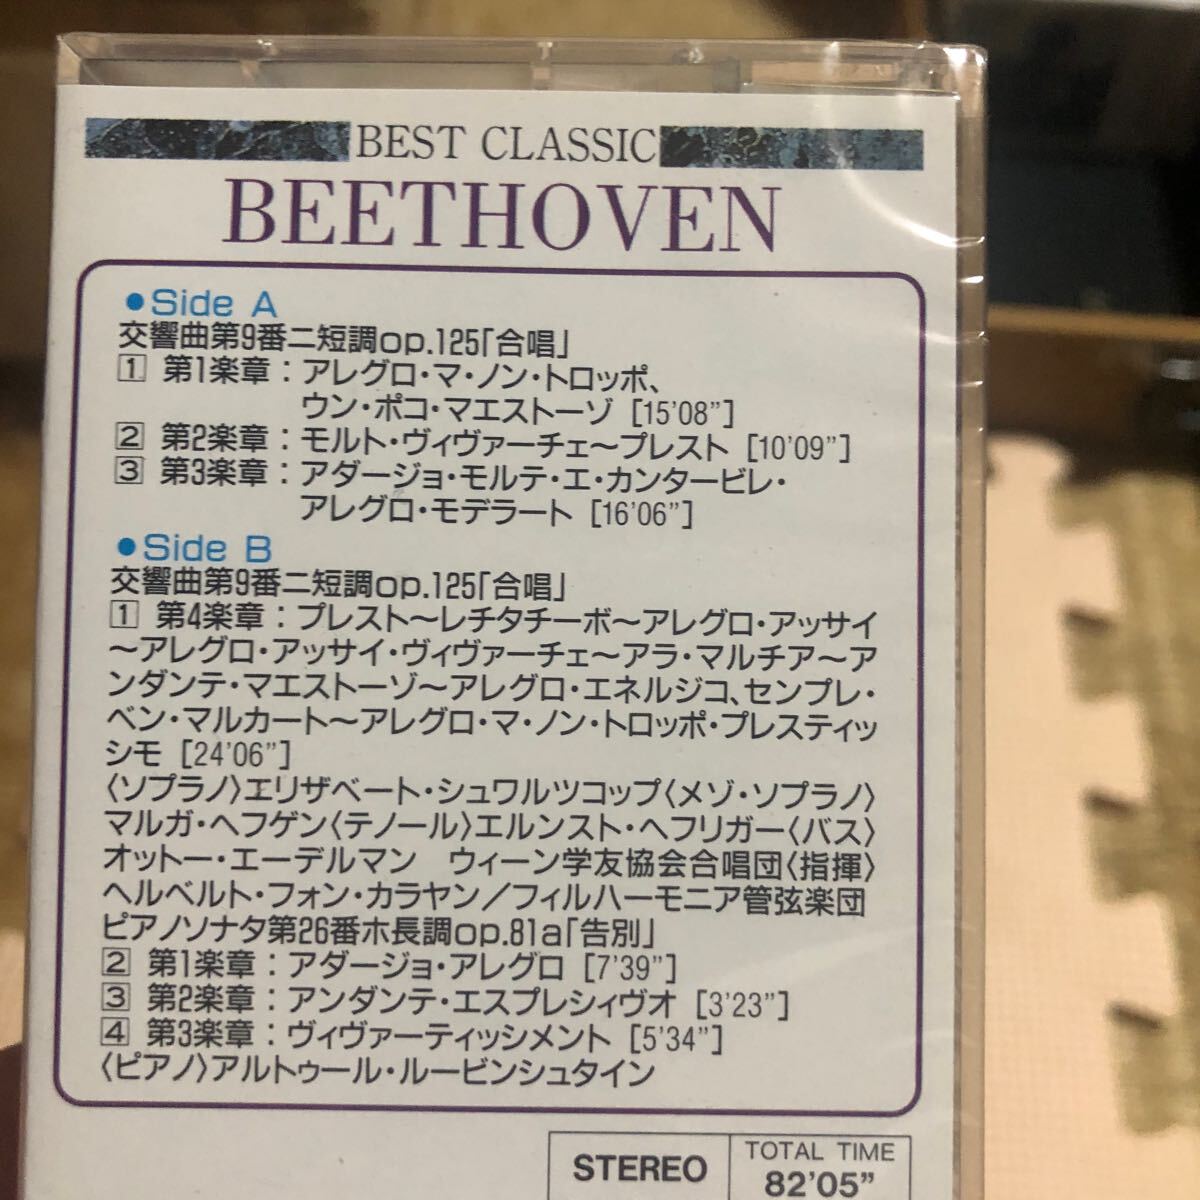 BEST CLASSIC
BEETHOVEN
●Side A
交響曲第9番ニ短調op.125「合唱」
1 第1楽章：アレグロ・マ・ノン・トロッポ、
ウン・ポコ・マエストーゾ [15'08"]
2 第2楽章：モルト・ヴィヴァーチェ〜プレスト [10'09"]
3 第3楽章：アダージョ・モルテ・エ・カンタービレ・
アレグロ・モデラート [16'06"]
●Side B
交響曲第9番ニ短調op.125「合唱」
1 第4楽章：プレスト〜レチタチーボ〜アレグロ・アッサイ
〜アレグロ・アッサイ・ヴィヴァーチェ〜アラ・マルチア〜ア
ンダンテ・マエストーゾ〜アレグロ・エネルジコ、センプレ・
ベン・マルカート〜アレグロ・マ・ノン・トロッポ・プレスティッ
シモ [24'06"]
〈ソプラノ〉エリザベート・シュワルツコップ〈メゾ・ソプラノ〉
マルガ・ヘフゲン〈テノール〉エルンスト・ヘフリガー〈バス〉
オットー・エーデルマン　ウィーン学友協会合唱団〈指揮〉
ヘルベルト・フォン・カラヤン／フィルハーモニア管弦楽団
ピアノソナタ第26番ホ長調op.81a「告別」
2 第1楽章：アダージョ・アレグロ [7'39"]
3 第2楽章：アンダンテ・エスプレシィヴォ [3'23"]
4 第3楽章：ヴィヴァーティッシメント [5'34"]
〈ピアノ〉アルトゥール・ルービンシュタイン
STEREO
TOTAL TIME
82'05"